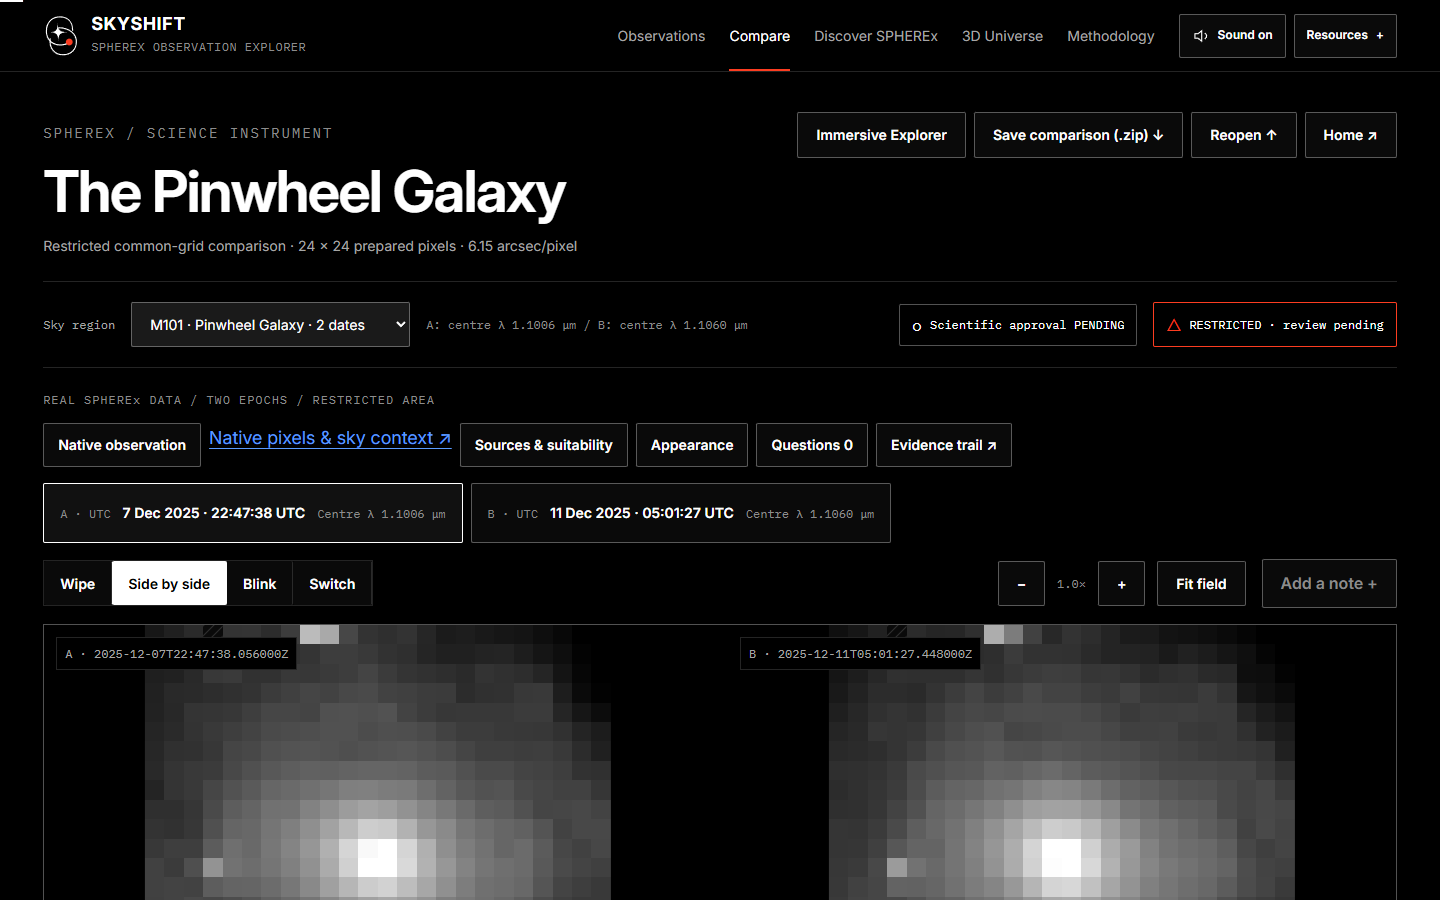 SKYSHIFT
SPHEREX OBSERVATION EXPLORER
Observations
Compare
Discover SPHEREx
3D Universe
Methodology
Sound on
Resources +
SPHEREX / SCIENCE INSTRUMENT
Immersive Explorer
Save comparison (.zip) ↓
Reopen ↑
Home ↗
The Pinwheel Galaxy
Restricted common-grid comparison · 24 × 24 prepared pixels · 6.15 arcsec/pixel
Sky region
M101 · Pinwheel Galaxy · 2 dates
A: centre λ 1.1006 µm / B: centre λ 1.1060 µm
Scientific approval PENDING
RESTRICTED · review pending
REAL SPHEREx DATA / TWO EPOCHS / RESTRICTED AREA
Native observation
Native pixels & sky context ↗
Sources & suitability
Appearance
Questions 0
Evidence trail ↗
A · UTC 7 Dec 2025 · 22:47:38 UTC Centre λ 1.1006 µm
B · UTC 11 Dec 2025 · 05:01:27 UTC Centre λ 1.1060 µm
Wipe
Side by side
Blink
Switch
−
1.0×
+
Fit field
Add a note +
A · 2025-12-07T22:47:38.056000Z
B · 2025-12-11T05:01:27.448000Z